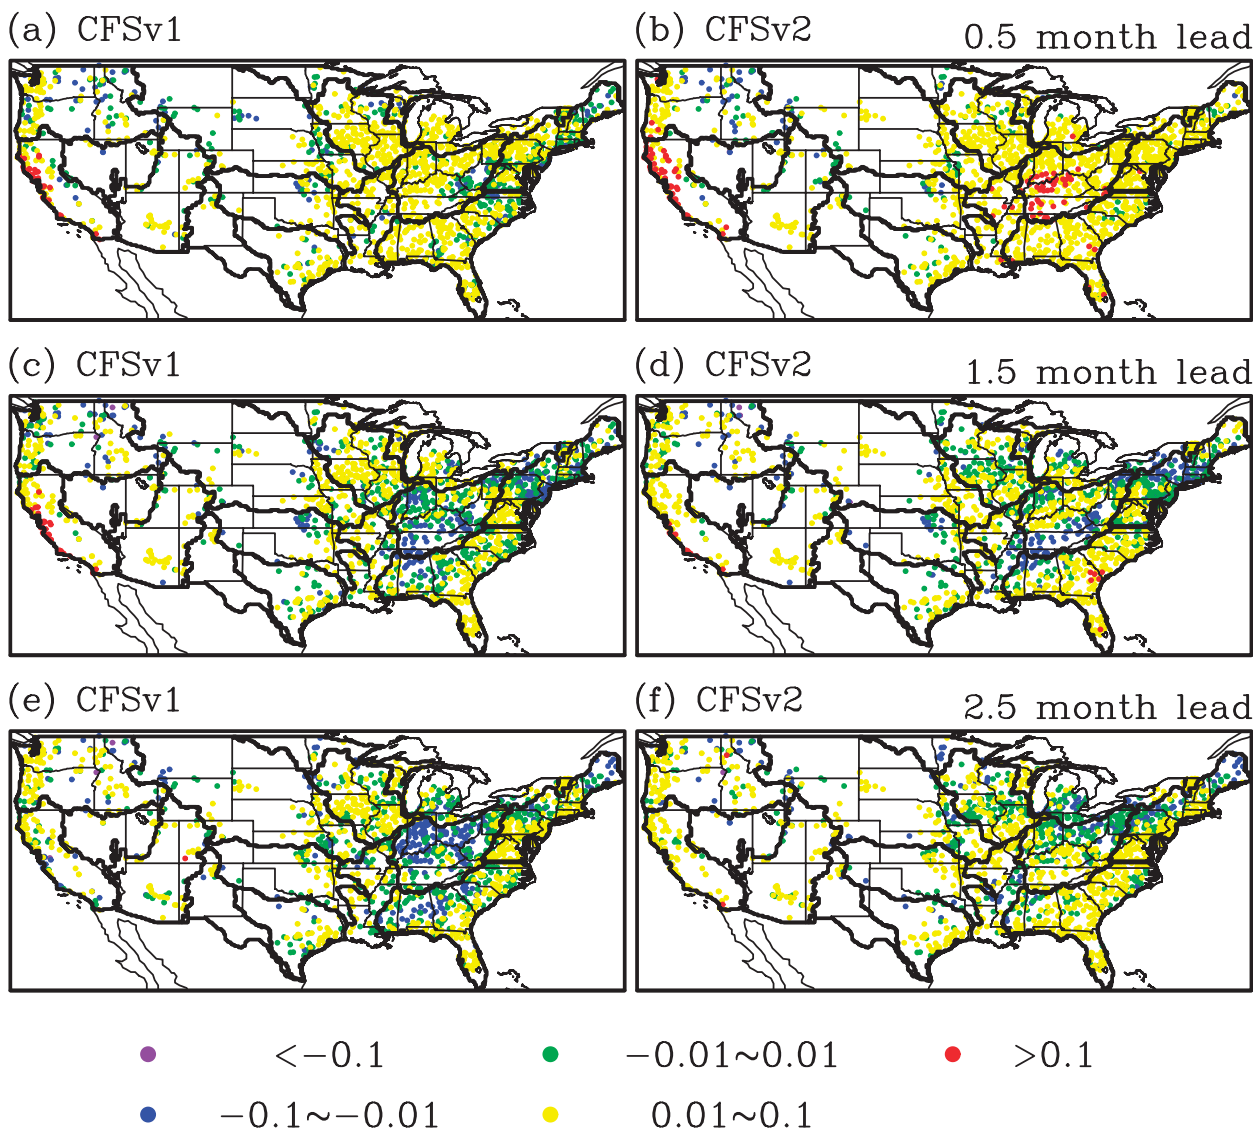 (a) CFSv1
(b) CFSv2
0.5 month lead
(c) CFSv1
(d) CFSv2
1.5 month lead
(e) CFSv1
(f) CFSv2
2.5 month lead
<−0.1
−0.01~0.01
>0.1
−0.1~−0.01
0.01~0.1